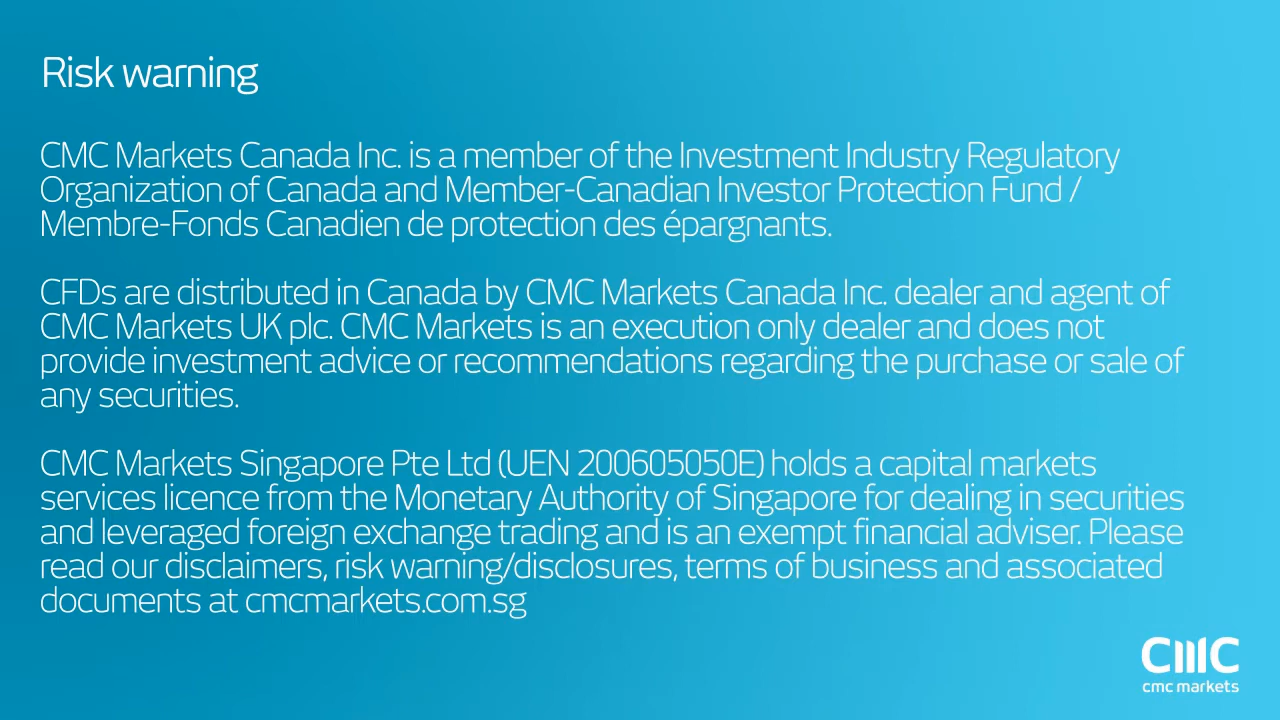 Risk warning
CMC Markets Canada Inc. is a member of the Investment Industry Regulatory
Organization of Canada and Member-Canadian Investor Protection Fund /
Membre-Fonds Canadien de protection des épargnants.
CFDs are distributed in Canada by CMC Markets Canada Inc. dealer and agent of
CMC Markets UK plc. CMC Markets is an execution only dealer and does not
provide investment advice or recommendations regarding the purchase or sale of
any securities.
CMC Markets Singapore Pte Ltd (UEN 200605050E) holds a capital markets
services licence from the Monetary Authority of Singapore for dealing in securities
and leveraged foreign exchange trading and is an exempt financial adviser. Please
read our disclaimers, risk warning/disclosures, terms of business and associated
documents at cmcmarkets.com.sg
CMC
cmc markets